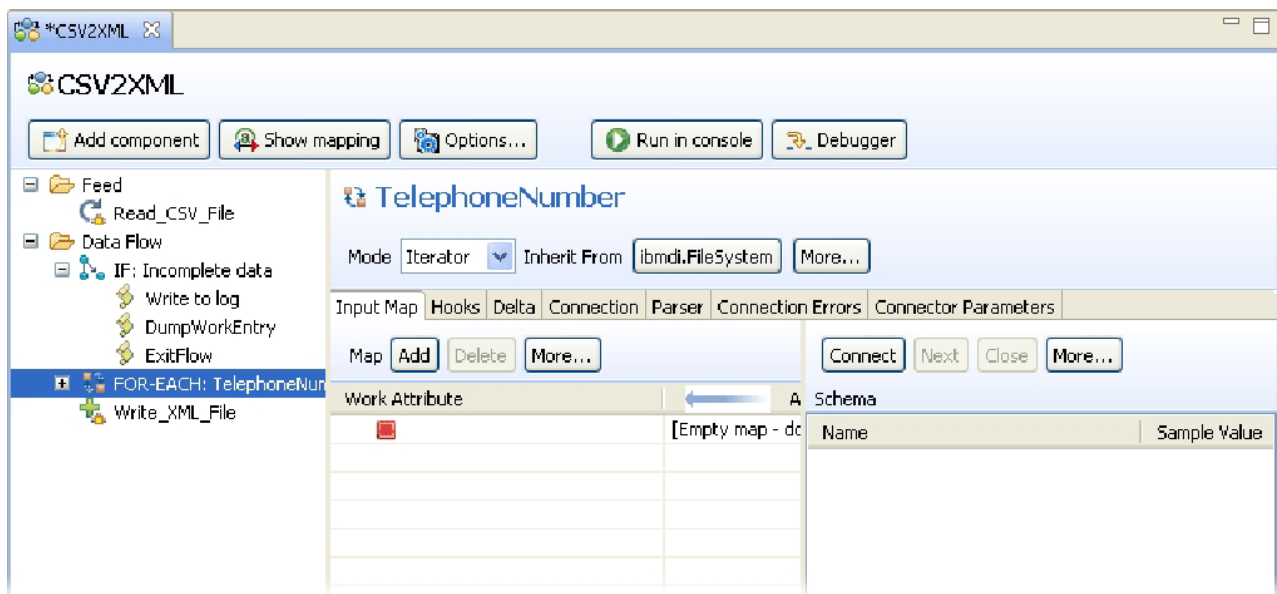 *CSV2XML
CSV2XML
Add component Show mapping Options... Run in console Debugger
Feed
Read_CSV_File
Data Flow
IF: Incomplete data
Write to log
DumpWorkEntry
ExitFlow
FOR-EACH: TelephoneNum
Write_XML_File
TelephoneNumber
Mode Iterator Inherit From ibmdi.FileSystem More...
Input Map Hooks Delta Connection Parser Connection Errors Connector Parameters
Map Add Delete More...
Work Attribute A
[Empty map - do
Connect Next Close More...
Schema
Name Sample Value